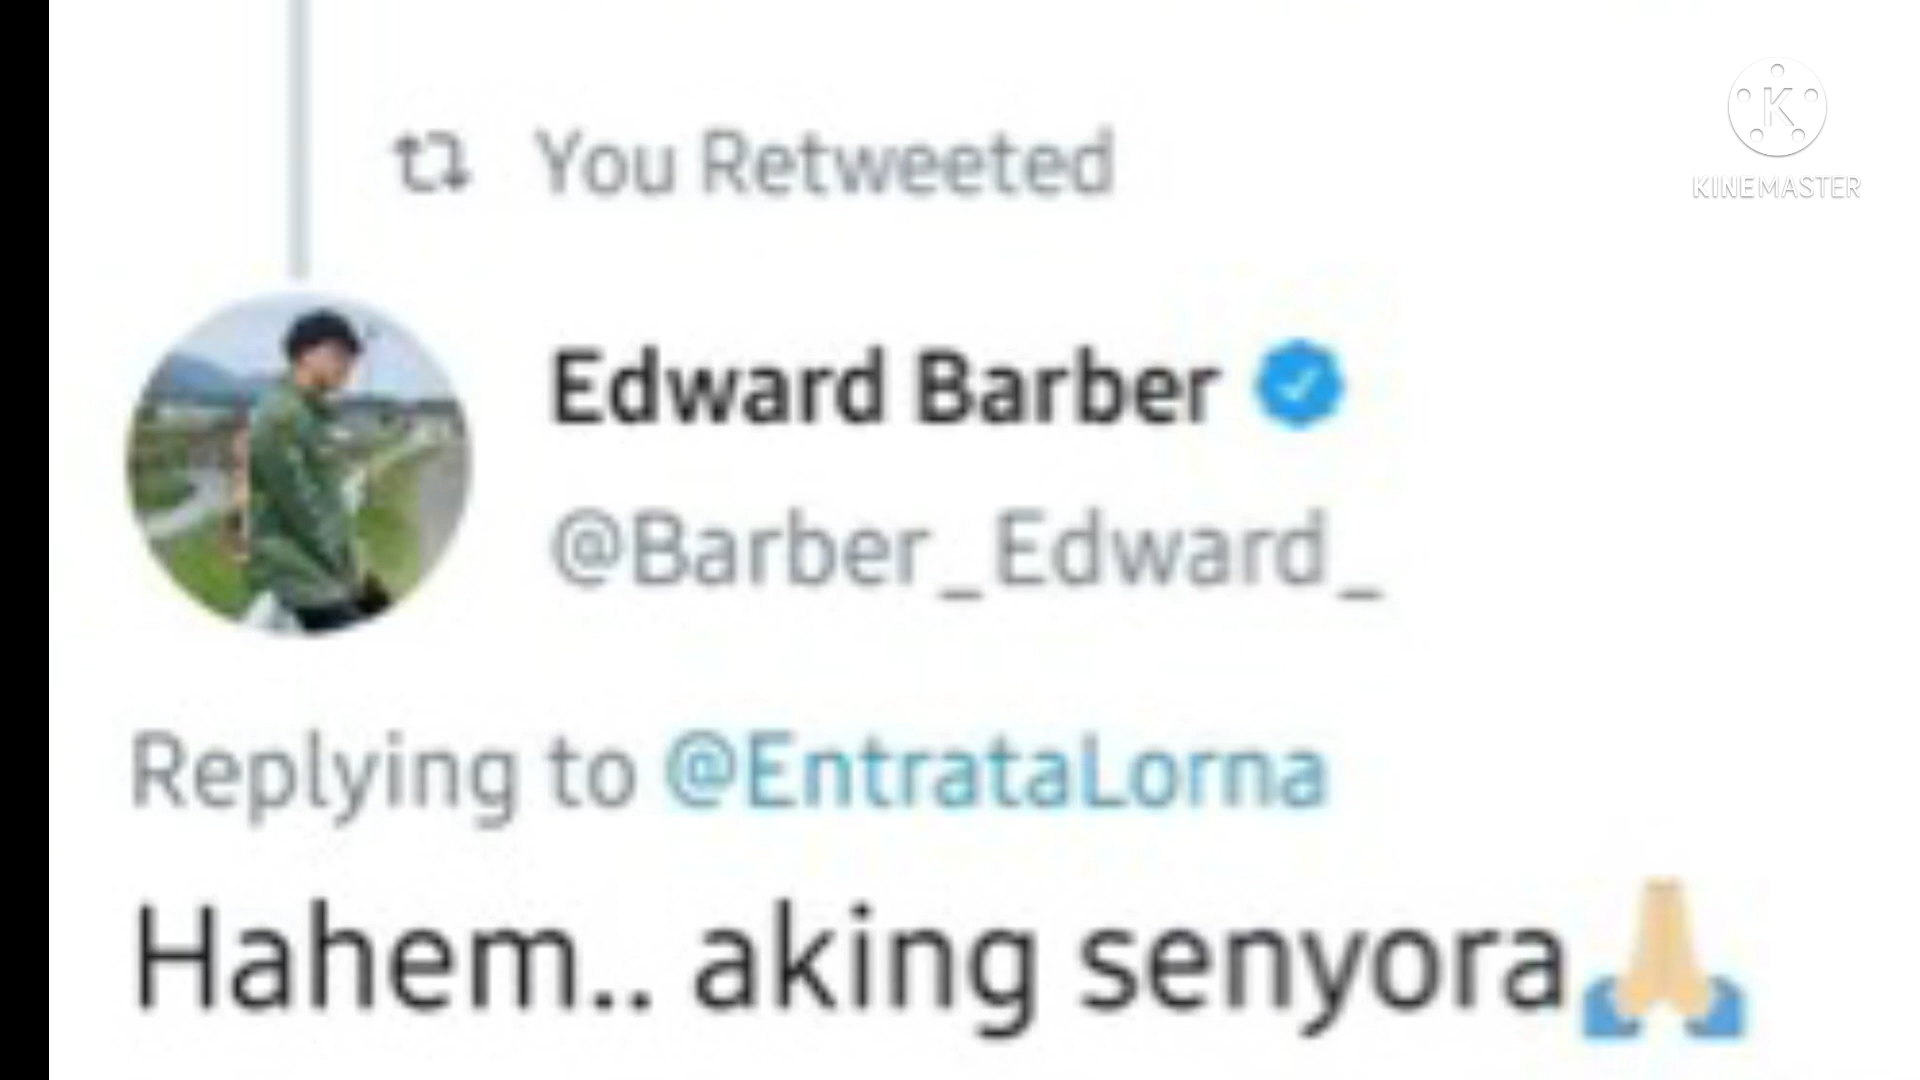 You Retweeted
K
KINEMASTER
Edward Barber
@Barber_Edward_
Replying to @EntrataLorna
Hahem.. aking senyora🙏🏼